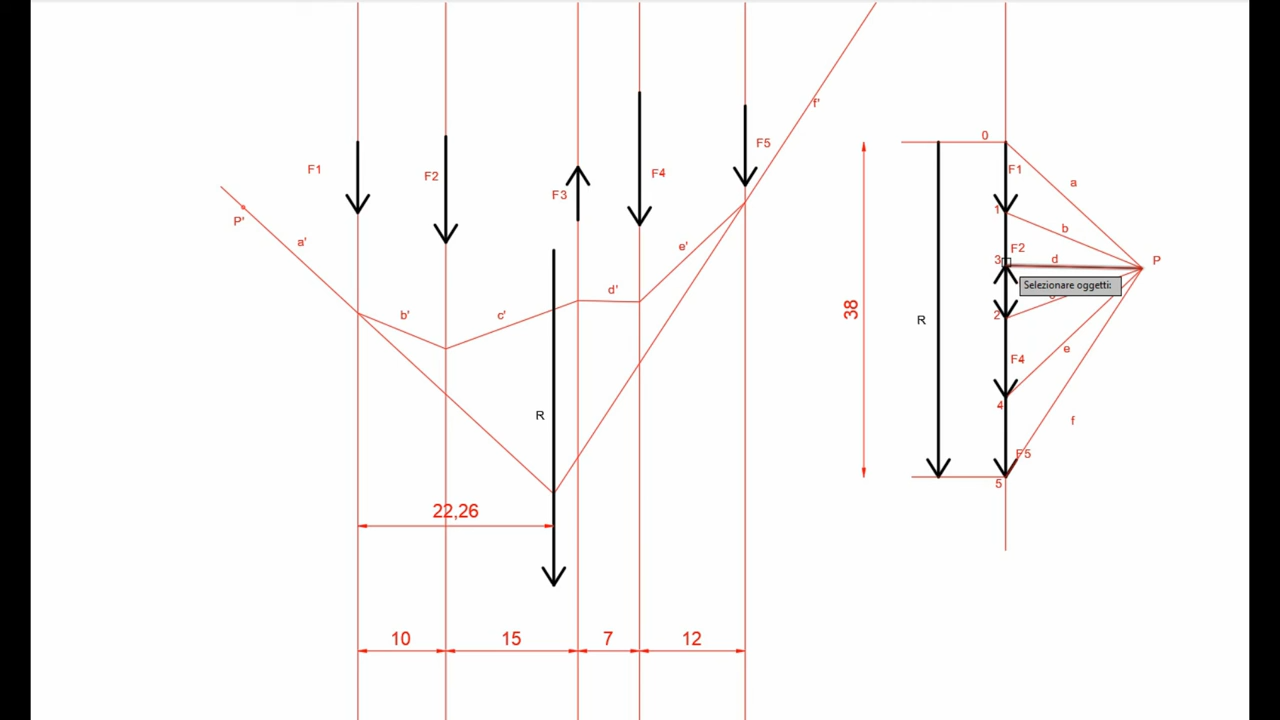 f'
0
F5
F1
F2
F4
F3
F1
a
1
P'
a'
e'
b
F2
3
d
P
Selezionare oggetti:
d'
b'
c'
38
R
2
e
F4
4
R
f
F5
5
22,26
10
15
7
12